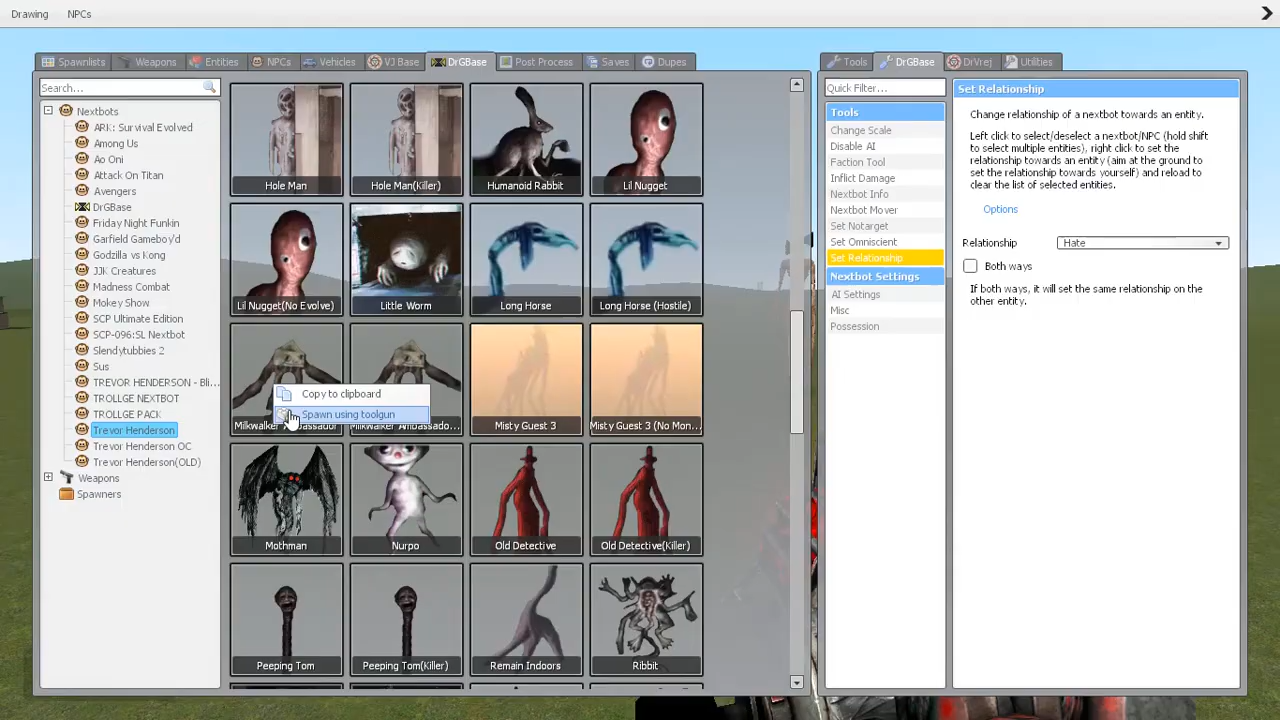 Drawing NPCs
Spawnlists Weapons Entities NPCs Vehicles VJ Base DrGBase Post Process Saves Dupes
Search...
Nextbots
ARK: Survival Evolved
Among Us
Ao Oni
Attack On Titan
Avengers
DrGBase
Friday Night Funkin
Garfield Gameboy'd
Godzilla vs Kong
JJK Creatures
Madness Combat
Mokey Show
SCP Ultimate Edition
SCP-096:SL Nextbot
Slendytubbies 2
Sus
TREVOR HENDERSON - Bli...
TROLLGE NEXTBOT
TROLLGE PACK
Trevor Henderson
Trevor Henderson OC
Trevor Henderson(OLD)
Weapons
Spawners
Hole Man Hole Man(Killer) Humanoid Rabbit Lil Nugget
Lil Nugget(No Evolve) Little Worm Long Horse Long Horse (Hostile)
Copy to clipboard
Spawn using toolgun
Misty Guest 3 Misty Guest 3 (No Mon...
Mothman Nurpo Old Detective Old Detective(Killer)
Peeping Tom Peeping Tom(Killer) Remain Indoors Ribbit
Tools DrGBase DrVrej Utilities
Quick Filter...
Tools
Change Scale
Disable AI
Faction Tool
Inflict Damage
Nextbot Info
Nextbot Mover
Set Notarget
Set Omniscient
Set Relationship
Nextbot Settings
AI Settings
Misc
Possession
Set Relationship
Change relationship of a nextbot towards an entity.
Left click to select/deselect a nextbot/NPC (hold shift
to select multiple entities), right click to set the
relationship towards an entity (aim at the ground to
set the relationship towards yourself) and reload to
clear the list of selected entities.
Options
Relationship Hate
Both ways
If both ways, it will set the same relationship on the
other entity.